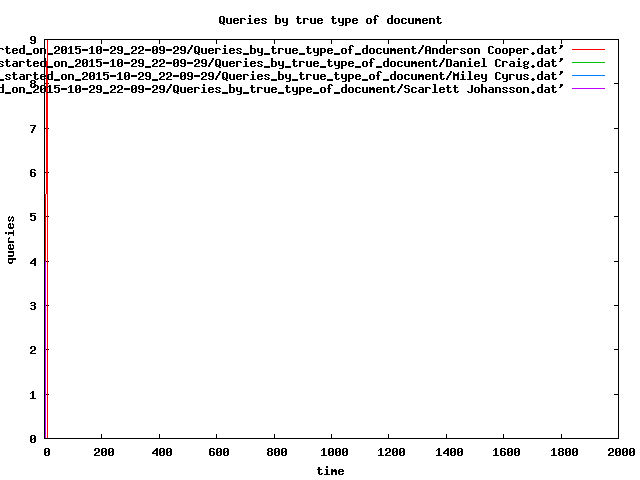 Queries by true type of document
rted_on_2015-10-29_22-09-29/Queries_by_true_type_of_document/Anderson Cooper.dat'
started_on_2015-10-29_22-09-29/Queries_by_true_type_of_document/Daniel Craig.dat'
_started_on_2015-10-29_22-09-29/Queries_by_true_type_of_document/Miley Cyrus.dat'
d_on_2015-10-29_22-09-29/Queries_by_true_type_of_document/Scarlett Johansson.dat'
9
8
7
6
5
4
3
2
1
0
queries
0 200 400 600 800 1000 1200 1400 1600 1800 2000
time